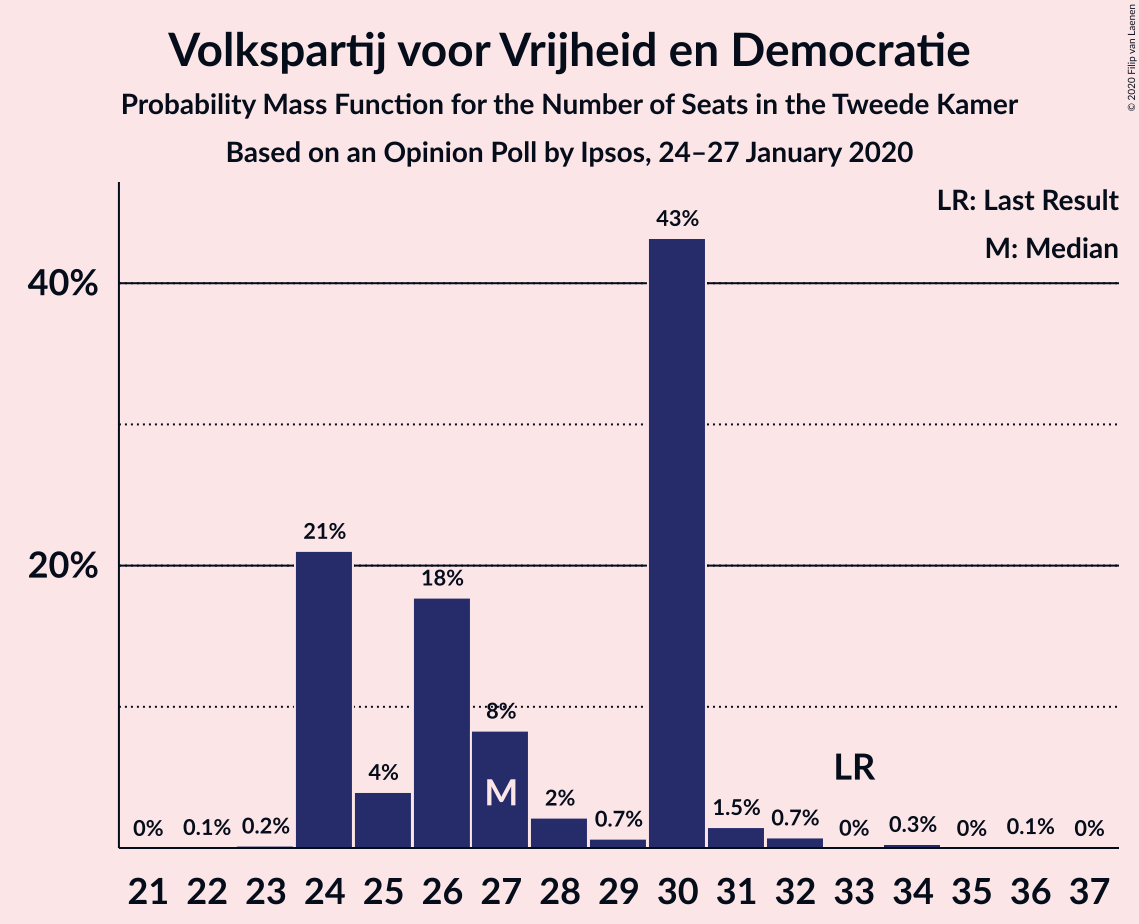 Volkspartij voor Vrijheid en Democratie
Probability Mass Function for the Number of Seats in the Tweede Kamer
Based on an Opinion Poll by Ipsos, 24–27 January 2020
© 2020 Filip van Laenen
LR: Last Result
M: Median
43%
40%
21%
20%
18%
8%
LR
4%
M
2%
1.5%
0% 0.1% 0.2% 0.7% 0.7% 0% 0.3% 0% 0.1% 0%
21 22 23 24 25 26 27 28 29 30 31 32 33 34 35 36 37